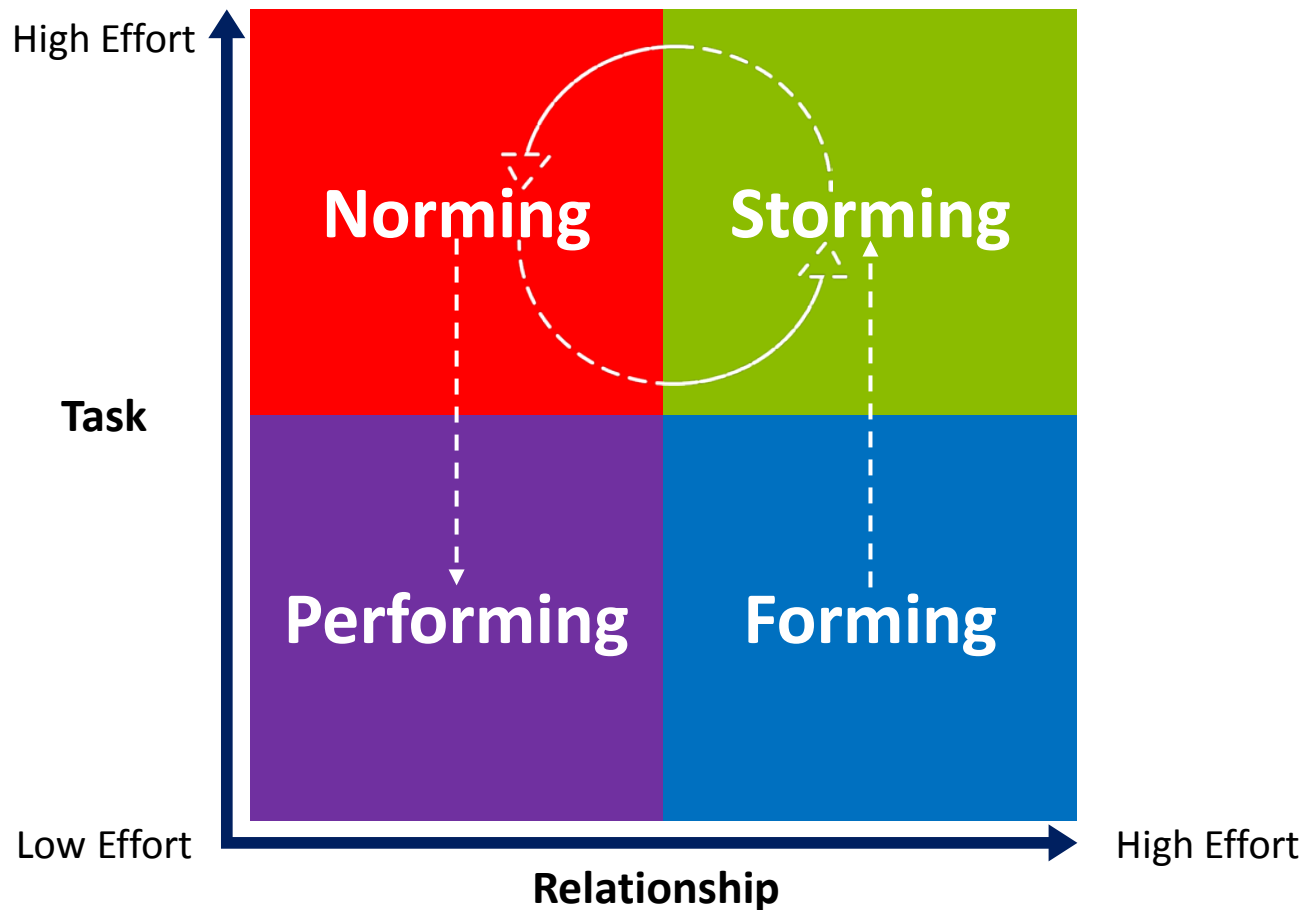 High Effort
Norming
Storming
Task
Performing
Forming
Low Effort
High Effort
Relationship